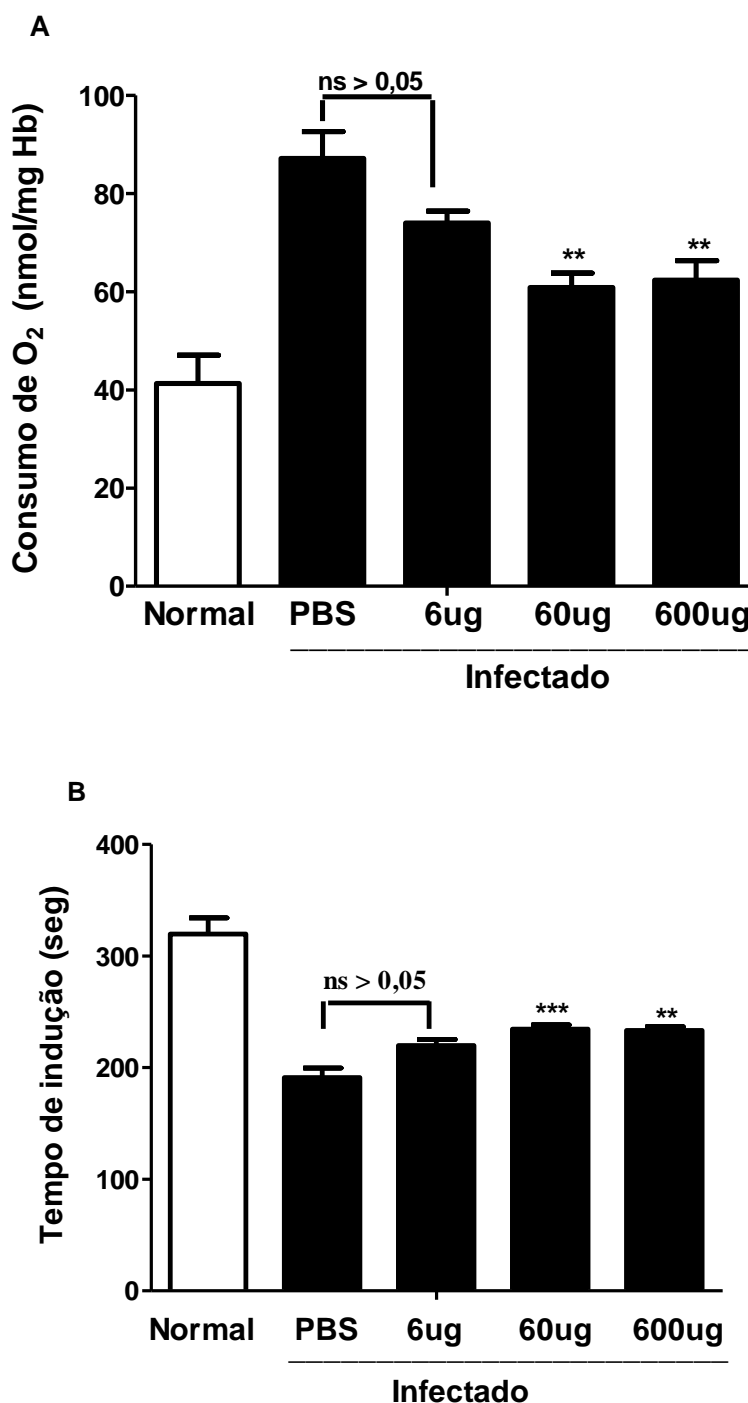 A
ns > 0,05
Consumo de O2 (nmol/mg Hb)
100
80
60
40
20
0
**
**
Normal PBS 6ug 60ug 600ug
Infectado
B
Tempo de indução (seg)
400
300
200
100
0
ns > 0,05
***
**
Normal PBS 6ug 60ug 600ug
Infectado